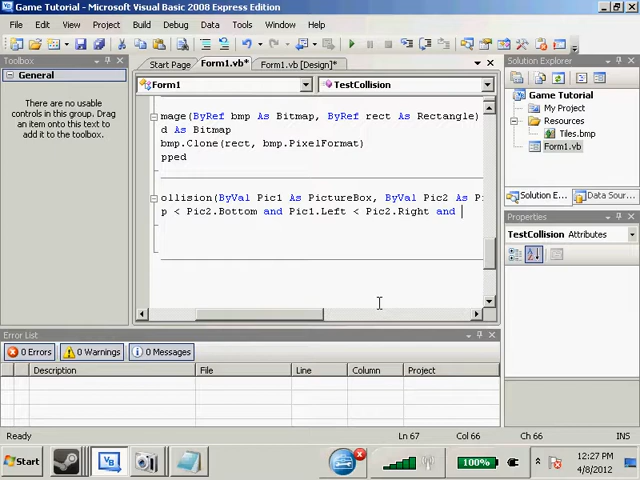 Game Tutorial - Microsoft Visual Basic 2008 Express Edition
File Edit View Project Build Debug Data Tools Window Help
Toolbox
General
There are no usable
controls in this group. Drag
an item onto this text to
add it to the toolbox.
Start Page Form1.vb* Form1.vb [Design]*
Form1 TestCollision
mage(ByRef bmp As Bitmap, ByRef rect As Rectangle)
d As Bitmap
bmp.Clone(rect, bmp.PixelFormat)
pped
ollision(ByVal Pic1 As PictureBox, ByVal Pic2 As P
p < Pic2.Bottom and Pic1.Left < Pic2.Right and
Solution Explorer
Game Tutorial
My Project
Resources
Tiles.bmp
Form1.vb
Solution E... Data Sour...
Properties
TestCollision Attributes
Error List
0 Errors 0 Warnings 0 Messages
Description File Line Column Project
Ready Ln 67 Col 66 Ch 66 INS
Start VB 100% 12:27 PM
4/8/2012